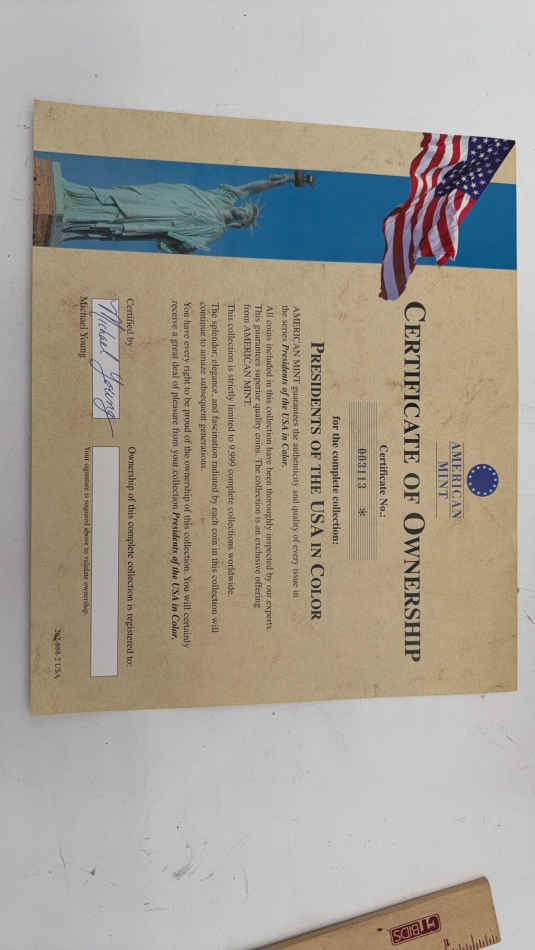 AMERICAN
MINT
CERTIFICATE OF OWNERSHIP
Certificate No.:
003113 *
for the complete collection:
PRESIDENTS OF THE USA IN COLOR
AMERICAN MINT guarantees the authenticity and quality of every issue in
the series Presidents of the USA in Color.
All coins included in this collection have been thoroughly inspected by our experts.
This guarantees superior quality coins. The collection is an exclusive offering
from AMERICAN MINT.
This collection is strictly limited to 9,999 complete collections worldwide.
The splendor, elegance, and fascination radiated by each coin in this collection will
continue to amaze subsequent generations.
You have every right to be proud of the ownership of this collection. You will certainly
receive a great deal of pleasure from your collection Presidents of the USA in Color.
Certified by
Michael Young
Michael Young
Ownership of this complete collection is registered to:
Your signature is required above to validate ownership.
USA
CTBIDS